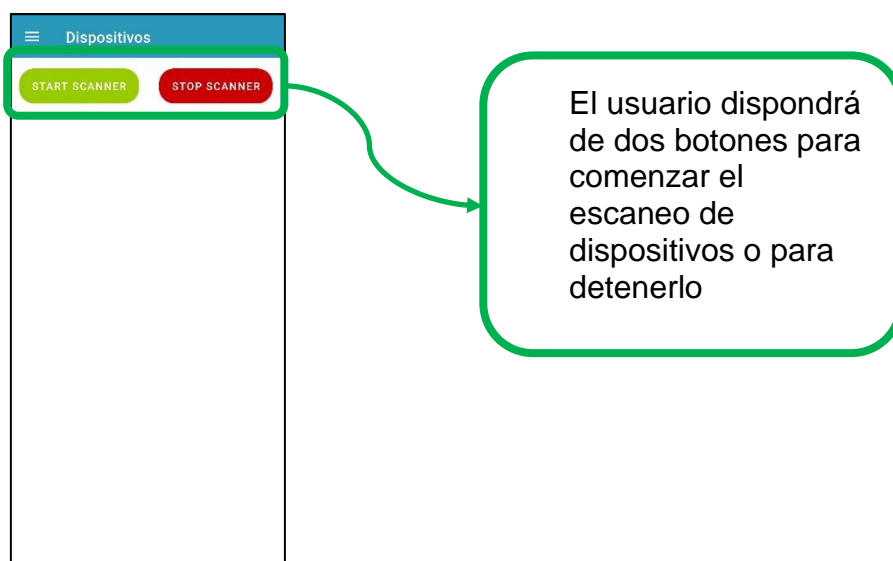 Dispositivos
START SCANNER STOP SCANNER
El usuario dispondrá
de dos botones para
comenzar el
escaneo de
dispositivos o para
detenerlo